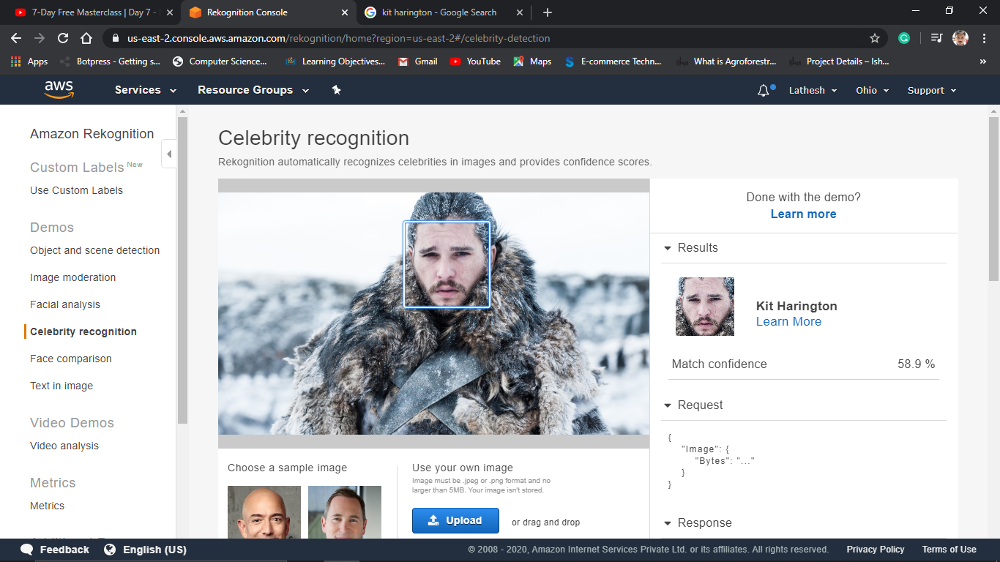 7-Day Free Masterclass | Day 7 -
Rekognition Console
kit harington - Google Search
us-east-2.console.aws.amazon.com/rekognition/home?region=us-east-2#/celebrity-detection
Apps
Botpress - Getting s...
Computer Science...
Learning Objectives...
Gmail
YouTube
Maps
E-commerce Techn...
What is Agroforestr...
Project Details – Ish...
aws
Services
Resource Groups
Lathesh
Ohio
Support
Amazon Rekognition
Custom Labels New
Use Custom Labels
Demos
Object and scene detection
Image moderation
Facial analysis
Celebrity recognition
Face comparison
Text in image
Video Demos
Video analysis
Metrics
Metrics
Celebrity recognition
Rekognition automatically recognizes celebrities in images and provides confidence scores.
Choose a sample image
Use your own image
Image must be .jpeg or .png format and no
larger than 5MB. Your image isn't stored.
Upload
or drag and drop
Done with the demo?
Learn more
Results
Kit Harington
Learn More
Match confidence 58.9 %
Request
{
"Image": {
"Bytes": "..."
}
}
Response
Feedback
English (US)
© 2008 - 2020, Amazon Internet Services Private Ltd. or its affiliates. All rights reserved.
Privacy Policy
Terms of Use